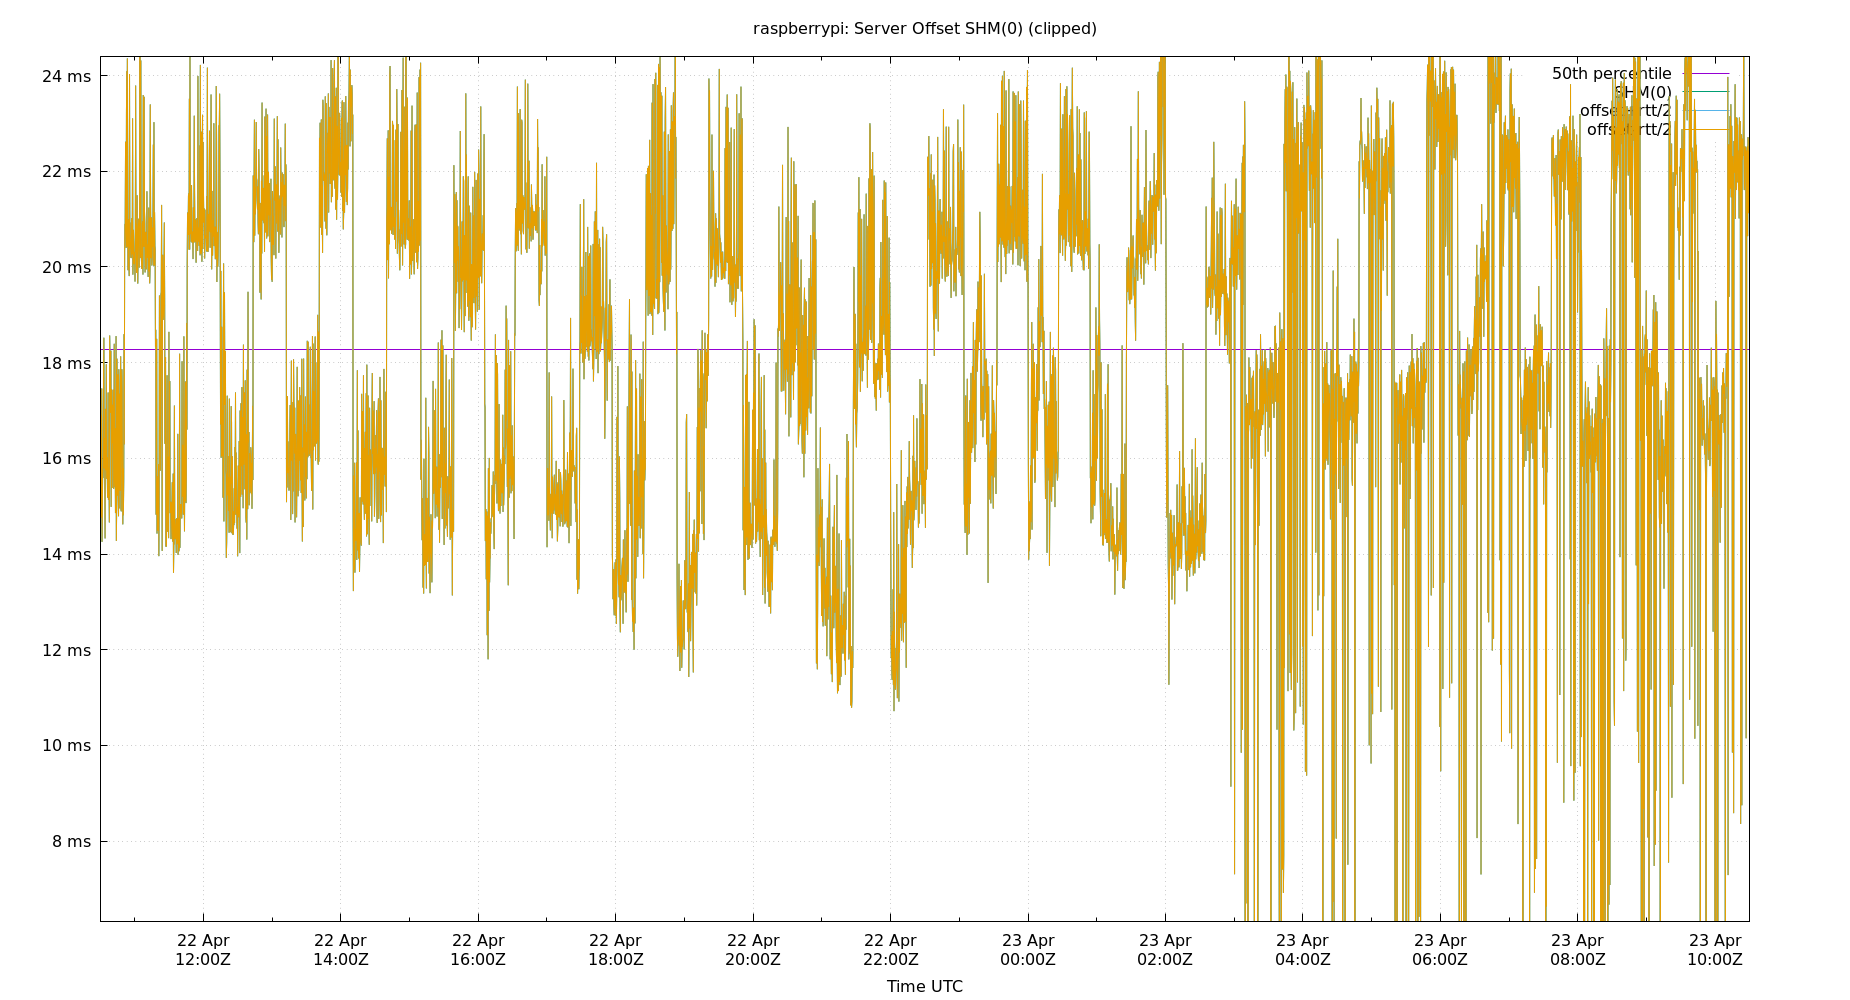 raspberrypi: Server Offset SHM(0) (clipped)
24 ms
22 ms
20 ms
18 ms
16 ms
14 ms
12 ms
10 ms
8 ms
50th percentile
SHM(0)
rtt/2
rtt/2
22 Apr 22 Apr 22 Apr 22 Apr 22 Apr 22 Apr 23 Apr 23 Apr 23 Apr 23 Apr 23 Apr 23 Apr
12:00Z 14:00Z 16:00Z 18:00Z 20:00Z 22:00Z 00:00Z 02:00Z 04:00Z 06:00Z 08:00Z 10:00Z
Time UTC